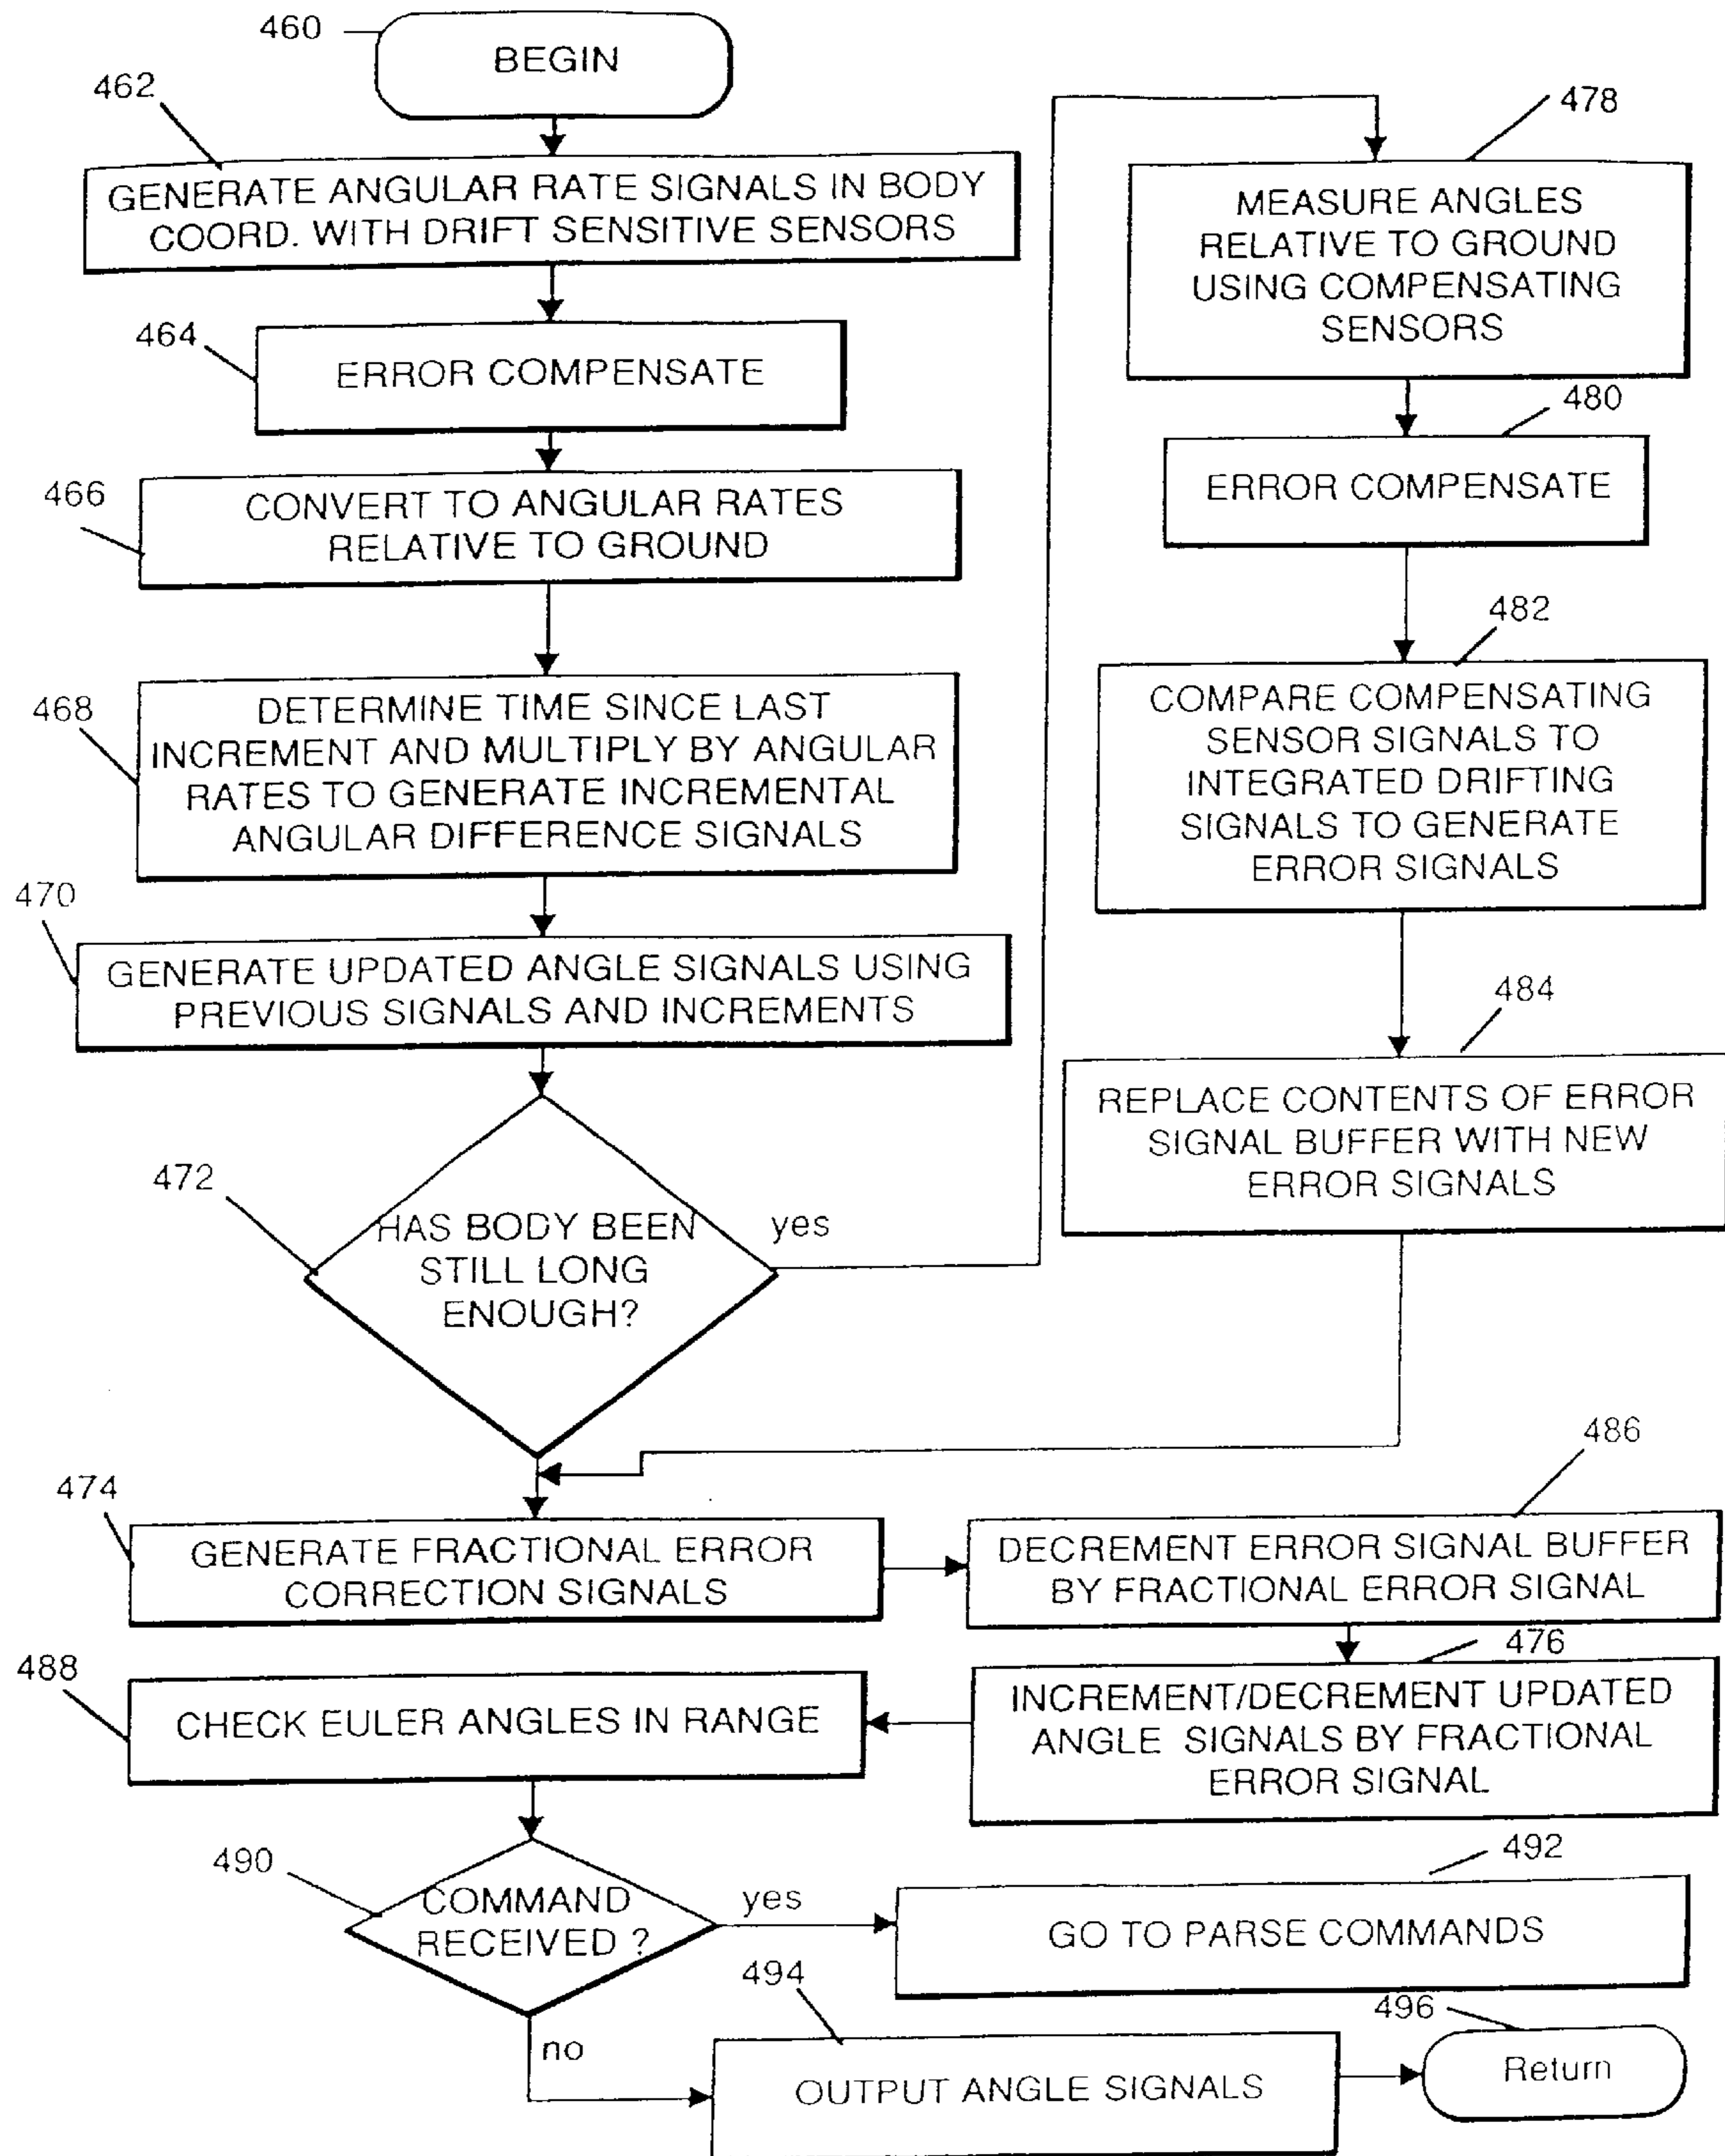 460
BEGIN
462
GENERATE ANGULAR RATE SIGNALS IN BODY
COORD. WITH DRIFT SENSITIVE SENSORS
464
ERROR COMPENSATE
466
CONVERT TO ANGULAR RATES
RELATIVE TO GROUND
468
DETERMINE TIME SINCE LAST
INCREMENT AND MULTIPLY BY ANGULAR
RATES TO GENERATE INCREMENTAL
ANGULAR DIFFERENCE SIGNALS
470
GENERATE UPDATED ANGLE SIGNALS USING
PREVIOUS SIGNALS AND INCREMENTS
472
HAS BODY BEEN
STILL LONG
ENOUGH?
yes
478
MEASURE ANGLES
RELATIVE TO GROUND
USING COMPENSATING
SENSORS
480
ERROR COMPENSATE
482
COMPARE COMPENSATING
SENSOR SIGNALS TO
INTEGRATED DRIFTING
SIGNALS TO GENERATE
ERROR SIGNALS
484
REPLACE CONTENTS OF ERROR
SIGNAL BUFFER WITH NEW
ERROR SIGNALS
474
GENERATE FRACTIONAL ERROR
CORRECTION SIGNALS
486
DECREMENT ERROR SIGNAL BUFFER
BY FRACTIONAL ERROR SIGNAL
476
INCREMENT/DECREMENT UPDATED
ANGLE SIGNALS BY FRACTIONAL
ERROR SIGNAL
488
CHECK EULER ANGLES IN RANGE
490
COMMAND
RECEIVED ?
yes
492
GO TO PARSE COMMANDS
no
494
OUTPUT ANGLE SIGNALS
496
Return